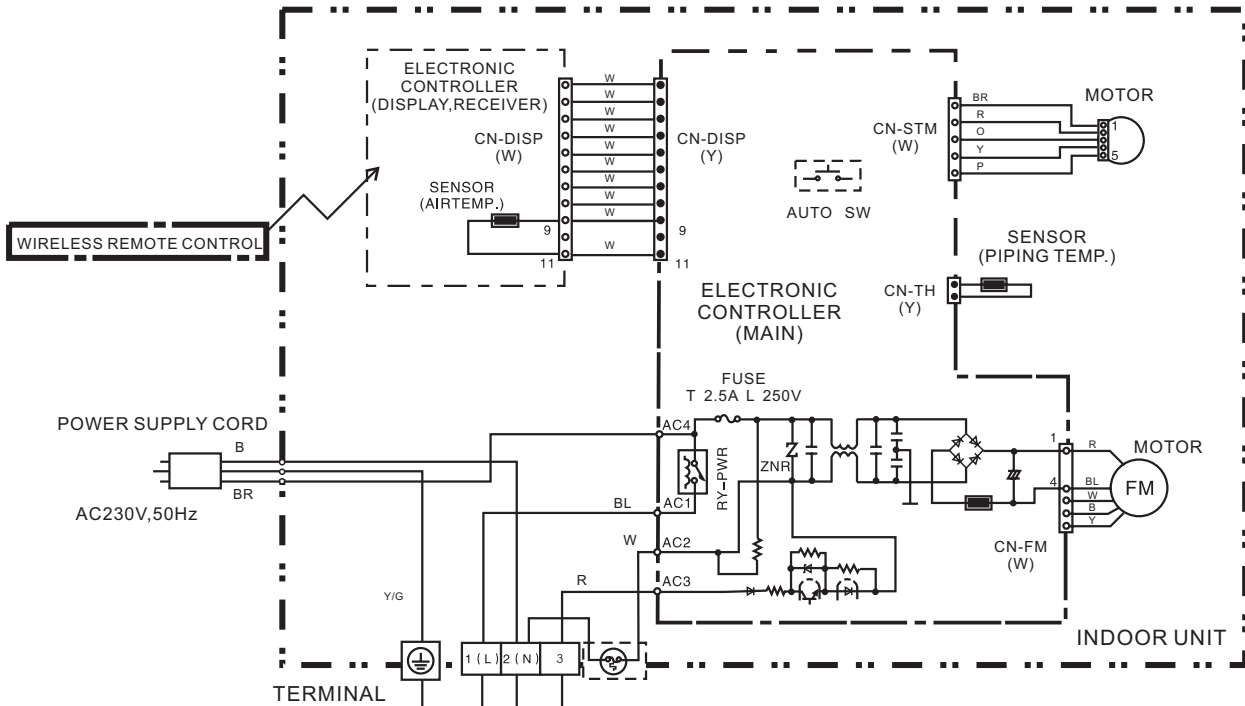 ELECTRONIC
CONTROLLER
(DISPLAY,RECEIVER)
CN-DISP
(W)
SENSOR
(AIRTEMP.)
9
11
W
W
W
W
W
W
W
W
W
W
CN-DISP
(Y)
9
11
AUTO SW
CN-STM
(W)
BR
R
O
Y
P
MOTOR
1
5
WIRELESS REMOTE CONTROL
SENSOR
(PIPING TEMP.)
CN-TH
(Y)
ELECTRONIC
CONTROLLER
(MAIN)
FUSE
T 2.5A L 250V
POWER SUPPLY CORD
B
BR
AC230V,50Hz
AC4
RY-PWR
ZNR
AC1
BL
W
AC2
R
AC3
1
4
R
BL
W
B
Y
MOTOR
FM
CN-FM
(W)
Y/G
INDOOR UNIT
1 ( L )
2 ( N )
3
TERMINAL